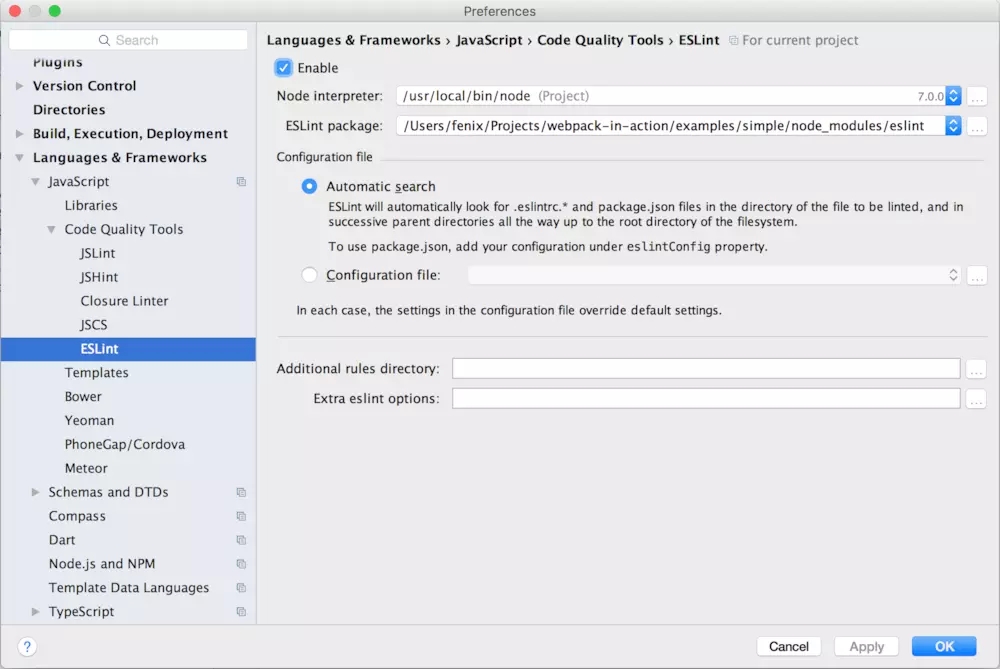 Preferences
Search
Plugins
Version Control
Directories
Build, Execution, Deployment
Languages & Frameworks
JavaScript
Libraries
Code Quality Tools
JSLint
JSHint
Closure Linter
JSCS
ESLint
Templates
Bower
Yeoman
PhoneGap/Cordova
Meteor
Schemas and DTDs
Compass
Dart
Node.js and NPM
Template Data Languages
TypeScript
Languages & Frameworks › JavaScript › Code Quality Tools › ESLint For current project
Enable
Node interpreter: /usr/local/bin/node (Project) 7.0.0 ...
ESLint package: /Users/fenix/Projects/webpack-in-action/examples/simple/node_modules/eslint ...
Configuration file
Automatic search
ESLint will automatically look for .eslintrc.* and package.json files in the directory of the file to be linted, and in
successive parent directories all the way up to the root directory of the filesystem.
To use package.json, add your configuration under eslintConfig property.
Configuration file: ...
In each case, the settings in the configuration file override default settings.
Additional rules directory: ...
Extra eslint options: ...
?
Cancel Apply OK